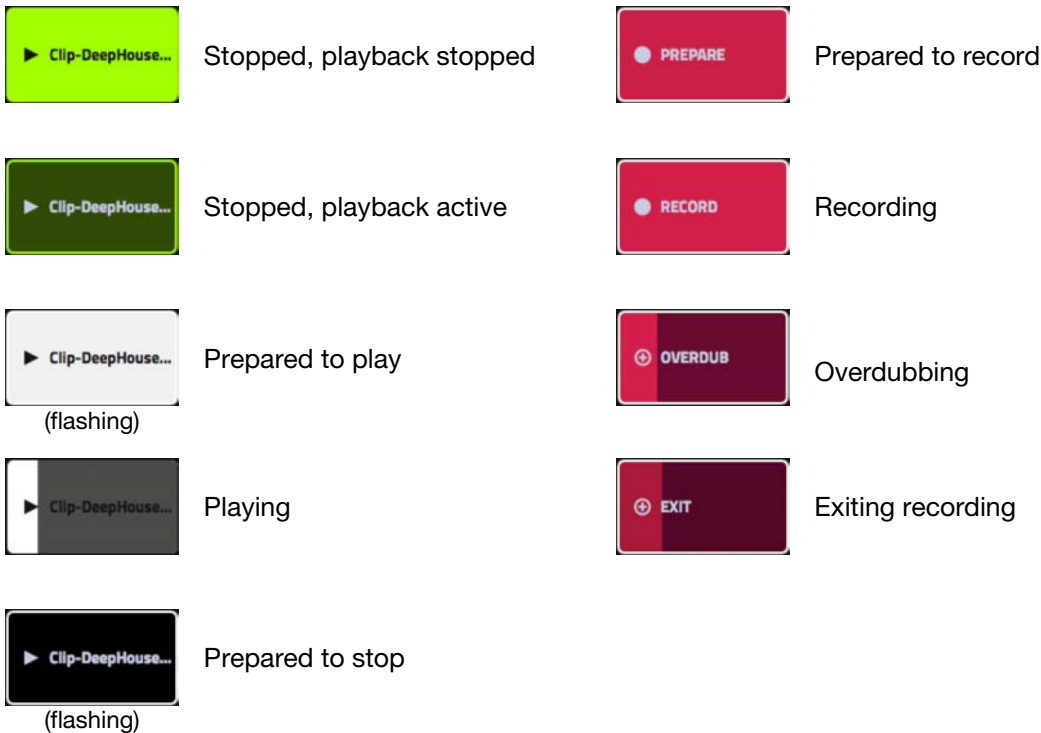 Clip-DeepHouse...
Stopped, playback stopped
Clip-DeepHouse...
Stopped, playback active
Clip-DeepHouse...
Prepared to play
(flashing)
Clip-DeepHouse...
Playing
Clip-DeepHouse...
Prepared to stop
(flashing)
PREPARE
Prepared to record
RECORD
Recording
OVERDUB
Overdubbing
EXIT
Exiting recording